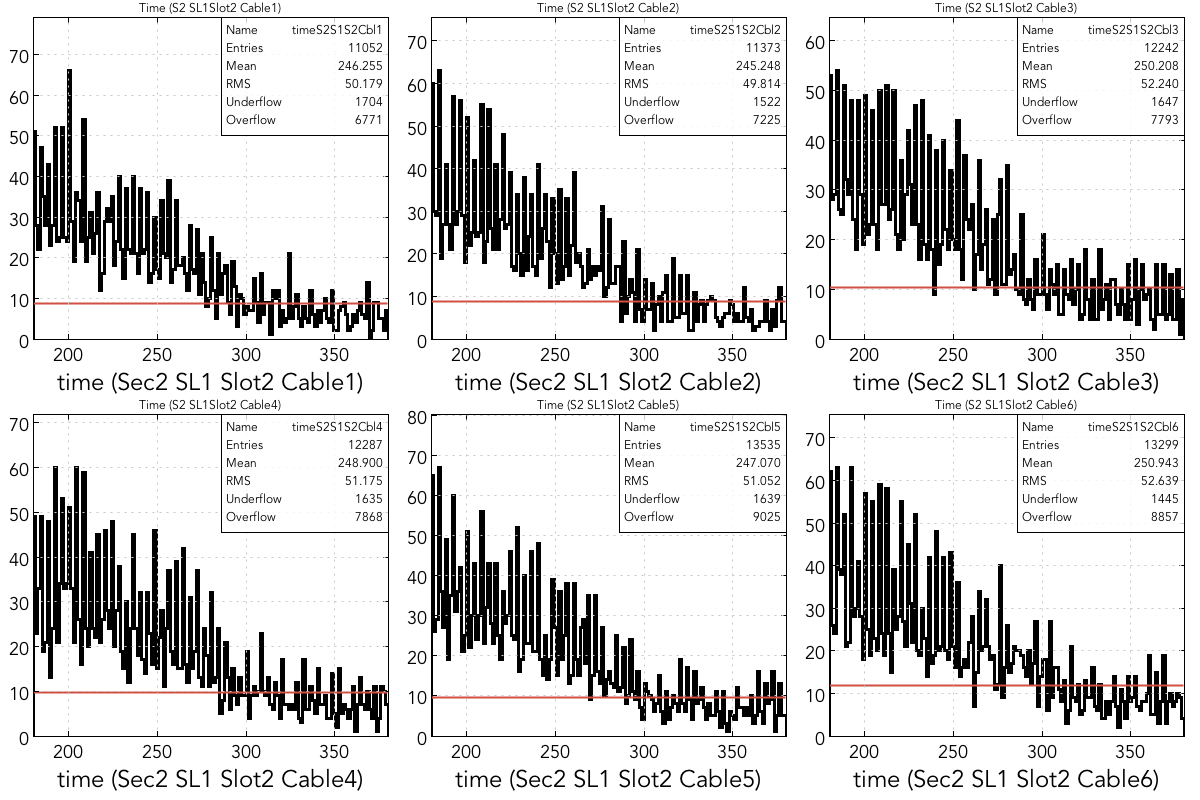 Time (S2 SL1Slot2 Cable1)
Name timeS2S1S2Cbl1
Entries 11052
Mean 246.255
RMS 50.179
Underflow 1704
Overflow 6771
70
60
50
40
30
20
10
0
200 250 300 350
time (Sec2 SL1 Slot2 Cable1)
Time (S2 SL1Slot2 Cable2)
Name timeS2S1S2Cbl2
Entries 11373
Mean 245.248
RMS 49.814
Underflow 1522
Overflow 7225
70
60
50
40
30
20
10
0
200 250 300 350
time (Sec2 SL1 Slot2 Cable2)
Time (S2 SL1Slot2 Cable3)
Name timeS2S1S2Cbl3
Entries 12242
Mean 250.208
RMS 52.240
Underflow 1647
Overflow 7793
60
50
40
30
20
10
0
200 250 300 350
time (Sec2 SL1 Slot2 Cable3)
Time (S2 SL1Slot2 Cable4)
Name timeS2S1S2Cbl4
Entries 12287
Mean 248.900
RMS 51.175
Underflow 1635
Overflow 7868
70
60
50
40
30
20
10
0
200 250 300 350
time (Sec2 SL1 Slot2 Cable4)
Time (S2 SL1Slot2 Cable5)
Name timeS2S1S2Cbl5
Entries 13535
Mean 247.070
RMS 51.052
Underflow 1639
Overflow 9025
80
70
60
50
40
30
20
10
0
200 250 300 350
time (Sec2 SL1 Slot2 Cable5)
Time (S2 SL1Slot2 Cable6)
Name timeS2S1S2Cbl6
Entries 13299
Mean 250.943
RMS 52.639
Underflow 1445
Overflow 8857
70
60
50
40
30
20
10
0
200 250 300 350
time (Sec2 SL1 Slot2 Cable6)